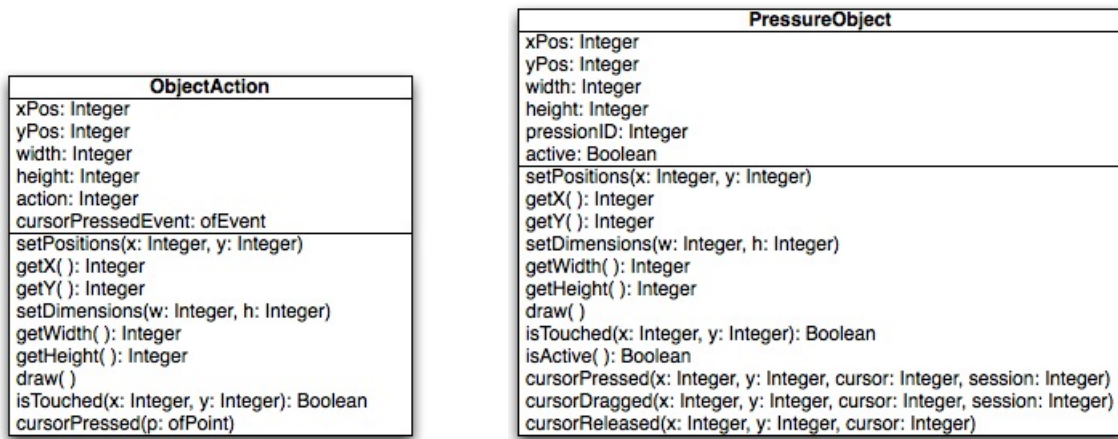 ObjectAction
xPos: Integer
yPos: Integer
width: Integer
height: Integer
action: Integer
cursorPressedEvent: ofEvent
setPositions(x: Integer, y: Integer)
getX( ): Integer
getY( ): Integer
setDimensions(w: Integer, h: Integer)
getWidth( ): Integer
getHeight( ): Integer
draw( )
isTouched(x: Integer, y: Integer): Boolean
cursorPressed(p: ofPoint)
PressureObject
xPos: Integer
yPos: Integer
width: Integer
height: Integer
pressionID: Integer
active: Boolean
setPositions(x: Integer, y: Integer)
getX( ): Integer
getY( ): Integer
setDimensions(w: Integer, h: Integer)
getWidth( ): Integer
getHeight( ): Integer
draw( )
isTouched(x: Integer, y: Integer): Boolean
isActive( ): Boolean
cursorPressed(x: Integer, y: Integer, cursor: Integer, session: Integer)
cursorDragged(x: Integer, y: Integer, cursor: Integer, session: Integer)
cursorReleased(x: Integer, y: Integer, cursor: Integer)